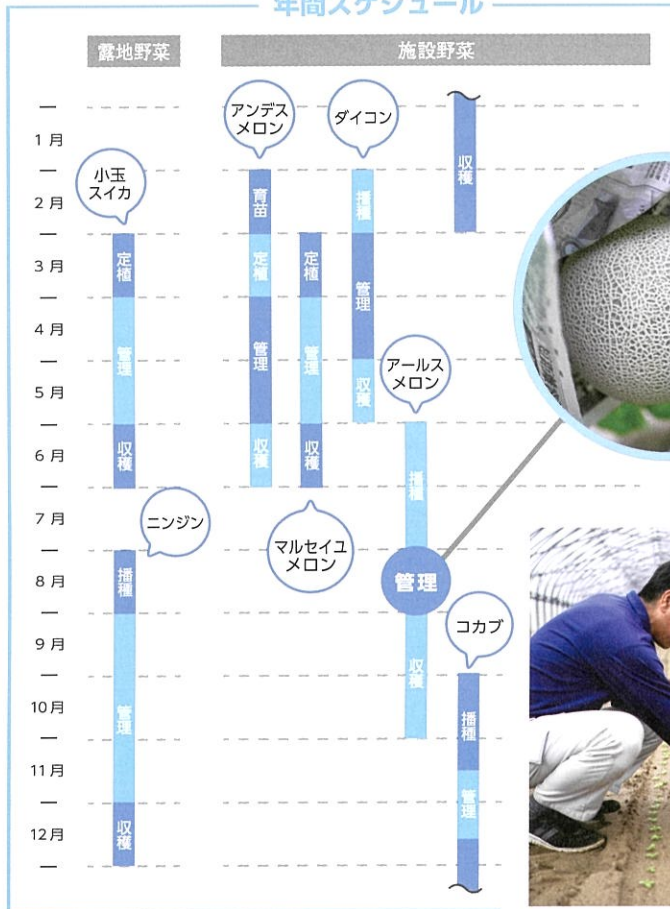 年間スケジュール
露地野菜
施設野菜
1月
2月
3月
4月
5月
6月
7月
8月
9月
10月
11月
12月
小玉
スイカ
定植
管理
収穫
ニンジン
播種
管理
収穫
アンデス
メロン
育苗
定植
管理
収穫
定植
管理
収穫
マルセイユ
メロン
ダイコン
播種
管理
収穫
アールス
メロン
播種
管理
収穫
収穫
コカブ
播種
管理